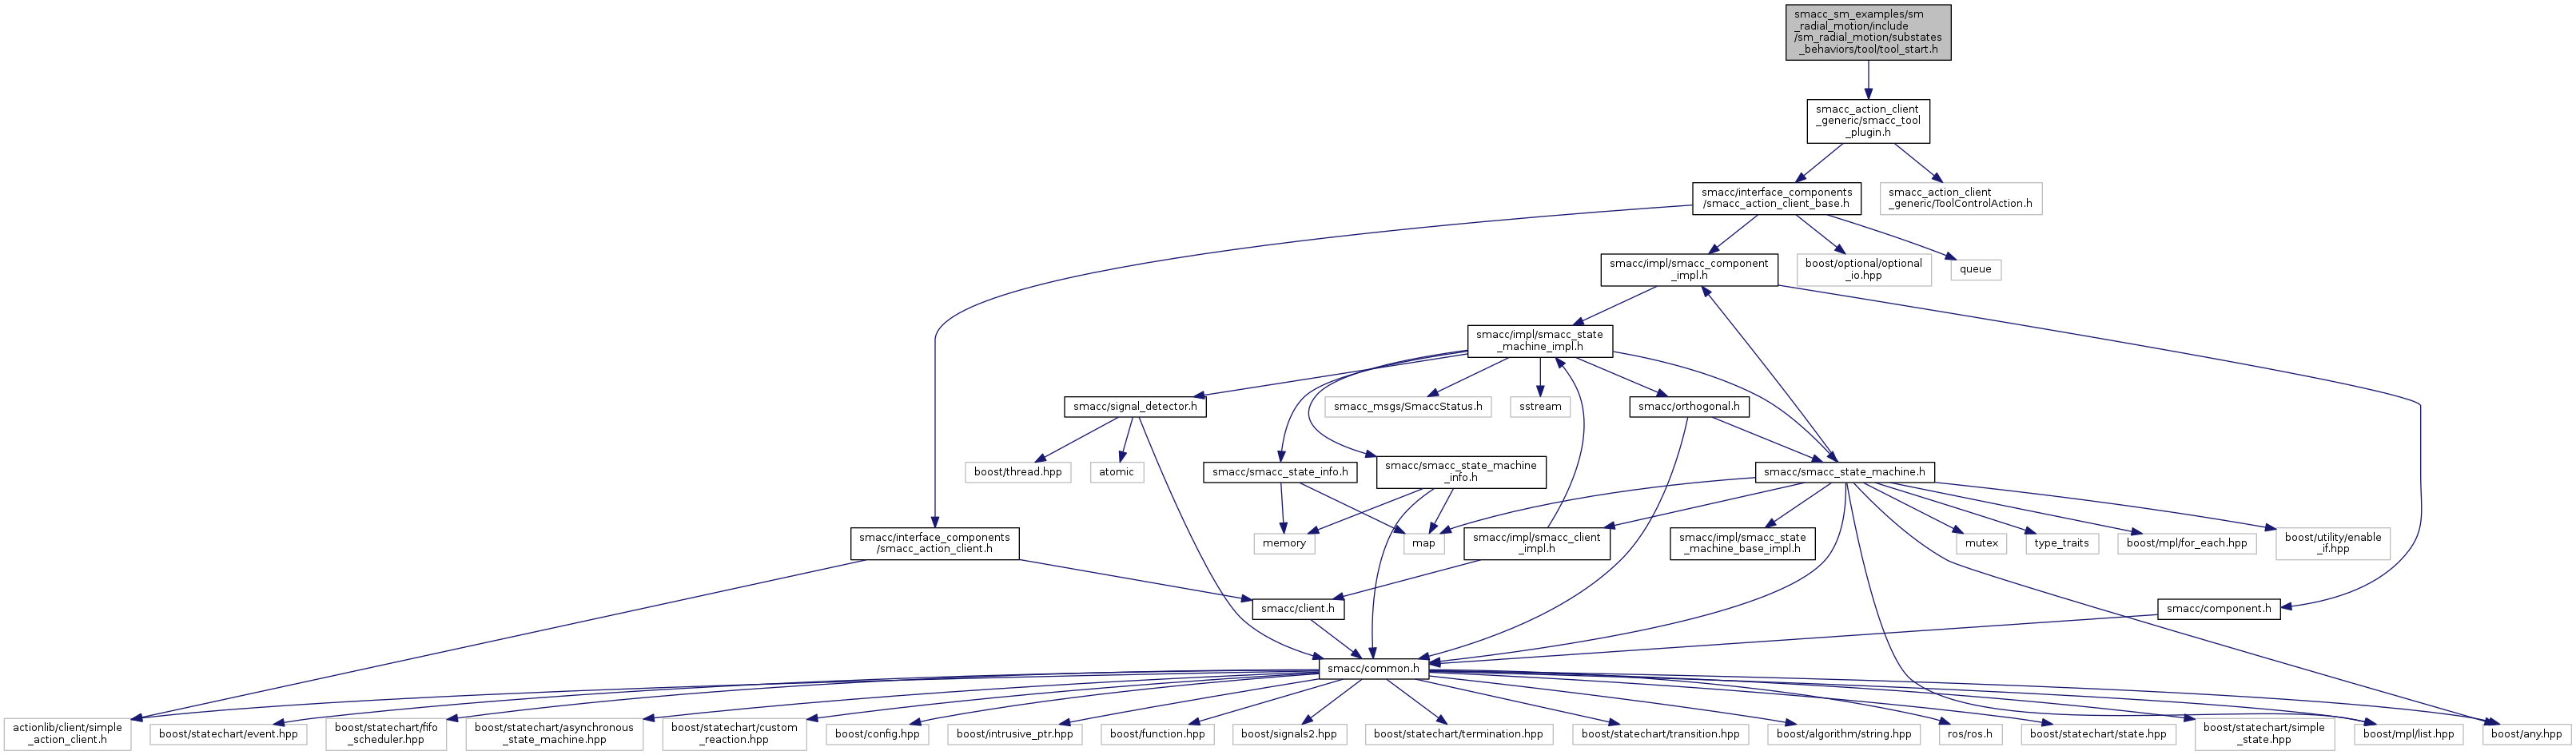 smacc_sm_examples/sm
_radial_motion/include
/sm_radial_motion/substates
_behaviors/tool/tool_start.h
smacc_action_client
_generic/smacc_tool
_plugin.h
smacc/interface_components
/smacc_action_client_base.h
smacc_action_client
_generic/ToolControlAction.h
smacc/impl/smacc_component
_impl.h
boost/optional/optional
_io.hpp
queue
smacc/impl/smacc_state
_machine_impl.h
smacc/signal_detector.h
smacc_msgs/SmaccStatus.h
sstream
smacc/orthogonal.h
boost/thread.hpp
atomic
smacc/smacc_state_info.h
smacc/smacc_state_machine
_info.h
smacc/smacc_state_machine.h
smacc/interface_components
/smacc_action_client.h
memory
map
smacc/impl/smacc_client
_impl.h
smacc/impl/smacc_state
_machine_base_impl.h
mutex
type_traits
boost/mpl/for_each.hpp
boost/utility/enable
_if.hpp
smacc/client.h
smacc/component.h
smacc/common.h
actionlib/client/simple
_action_client.h
boost/statechart/event.hpp
boost/statechart/fifo
_scheduler.hpp
boost/statechart/asynchronous
_state_machine.hpp
boost/statechart/custom
_reaction.hpp
boost/config.hpp
boost/intrusive_ptr.hpp
boost/function.hpp
boost/signals2.hpp
boost/statechart/termination.hpp
boost/statechart/transition.hpp
boost/algorithm/string.hpp
ros/ros.h
boost/statechart/state.hpp
boost/statechart/simple
_state.hpp
boost/mpl/list.hpp
boost/any.hpp